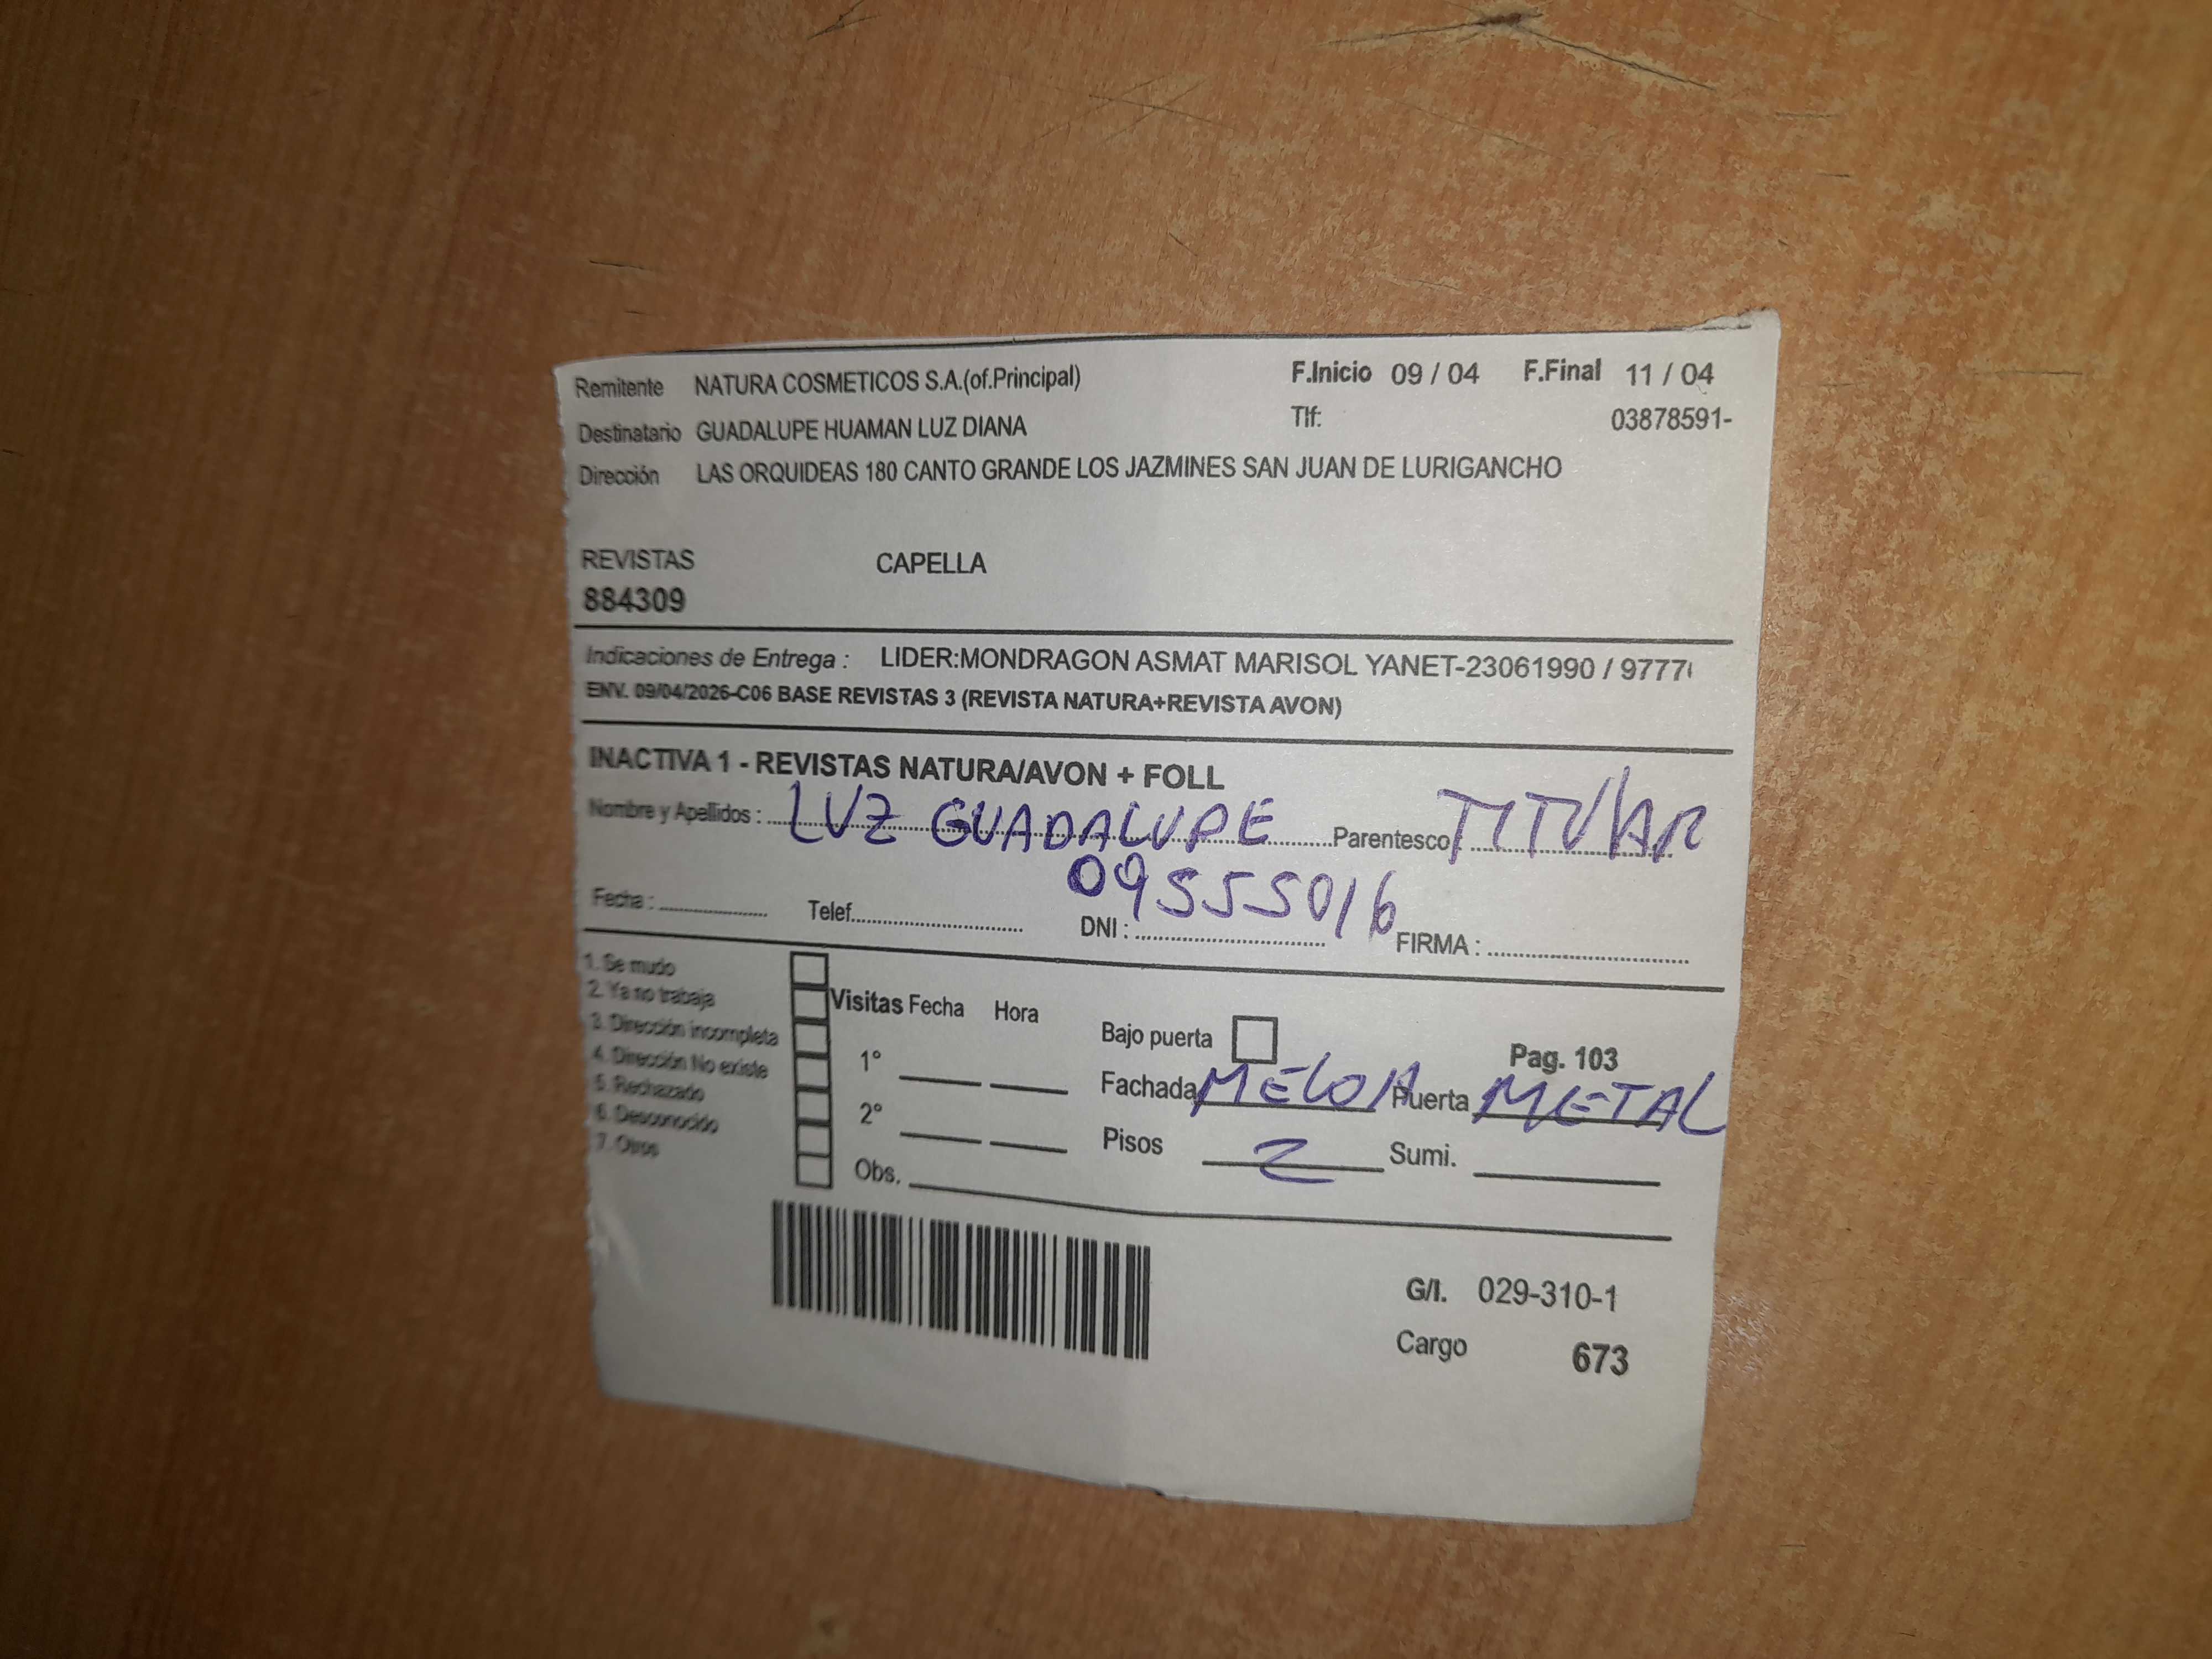 Remitente NATURA COSMETICOS S.A.(of.Principal) F.Inicio 09 / 04 F.Final 11 / 04
Destinatario GUADALUPE HUAMAN LUZ DIANA Tlf: 03878591-
Dirección LAS ORQUIDEAS 180 CANTO GRANDE LOS JAZMINES SAN JUAN DE LURIGANCHO
REVISTAS CAPELLA
884309
Indicaciones de Entrega : LIDER:MONDRAGON ASMAT MARISOL YANET-23061990 / 9777
ENV. 09/04/2026-C06 BASE REVISTAS 3 (REVISTA NATURA+REVISTA AVON)
INACTIVA 1 - REVISTAS NATURA/AVON + FOLL
Nombre y Apellidos : LUZ GUADALUPE Parentesco TITULAR
Fecha : Telef. DNI : 09555016 FIRMA :
1. Se mudo
2. Ya no trabaja
3. Dirección incompleta
4. Dirección No existe
5. Rechazado
6. Desconocido
7. Otros
Visitas Fecha Hora
1°
2°
Obs.
Bajo puerta Pag. 103
Fachada MELON Puerta METAL
Pisos 2 Sumi.
G/I. 029-310-1
Cargo 673